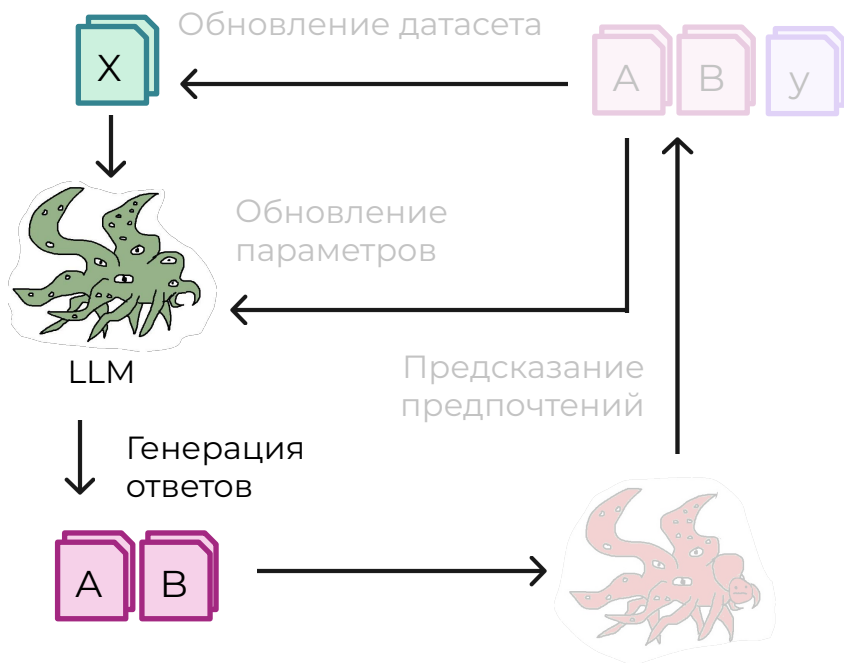 Обновление датасета
X
A B y
Обновление
параметров
LLM
Предсказание
предпочтений
Генерация
ответов
A B